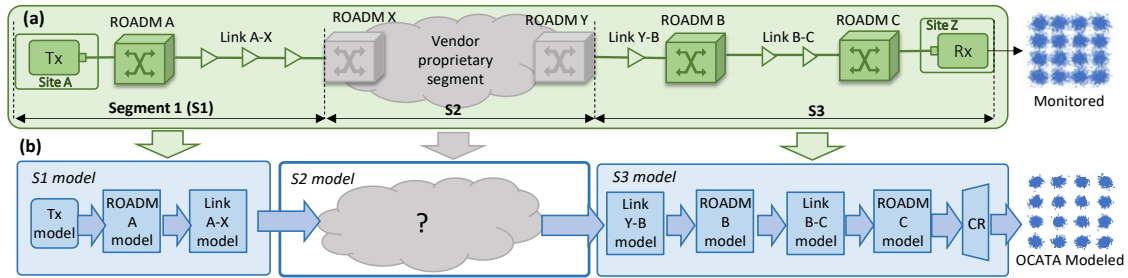 (a)
ROADM A
ROADM X
ROADM Y
ROADM B
ROADM C
Site Z
Tx
Site A
Link A-X
Vendor
proprietary
segment
Link Y-B
Link B-C
Rx
Monitored
Segment 1 (S1)
S2
S3
(b)
S1 model
S2 model
S3 model
Tx
model
ROADM
A
model
Link
A-X
model
?
Link
Y-B
model
ROADM
B
model
Link
B-C
model
ROADM
C
model
CR
OCATA Modeled